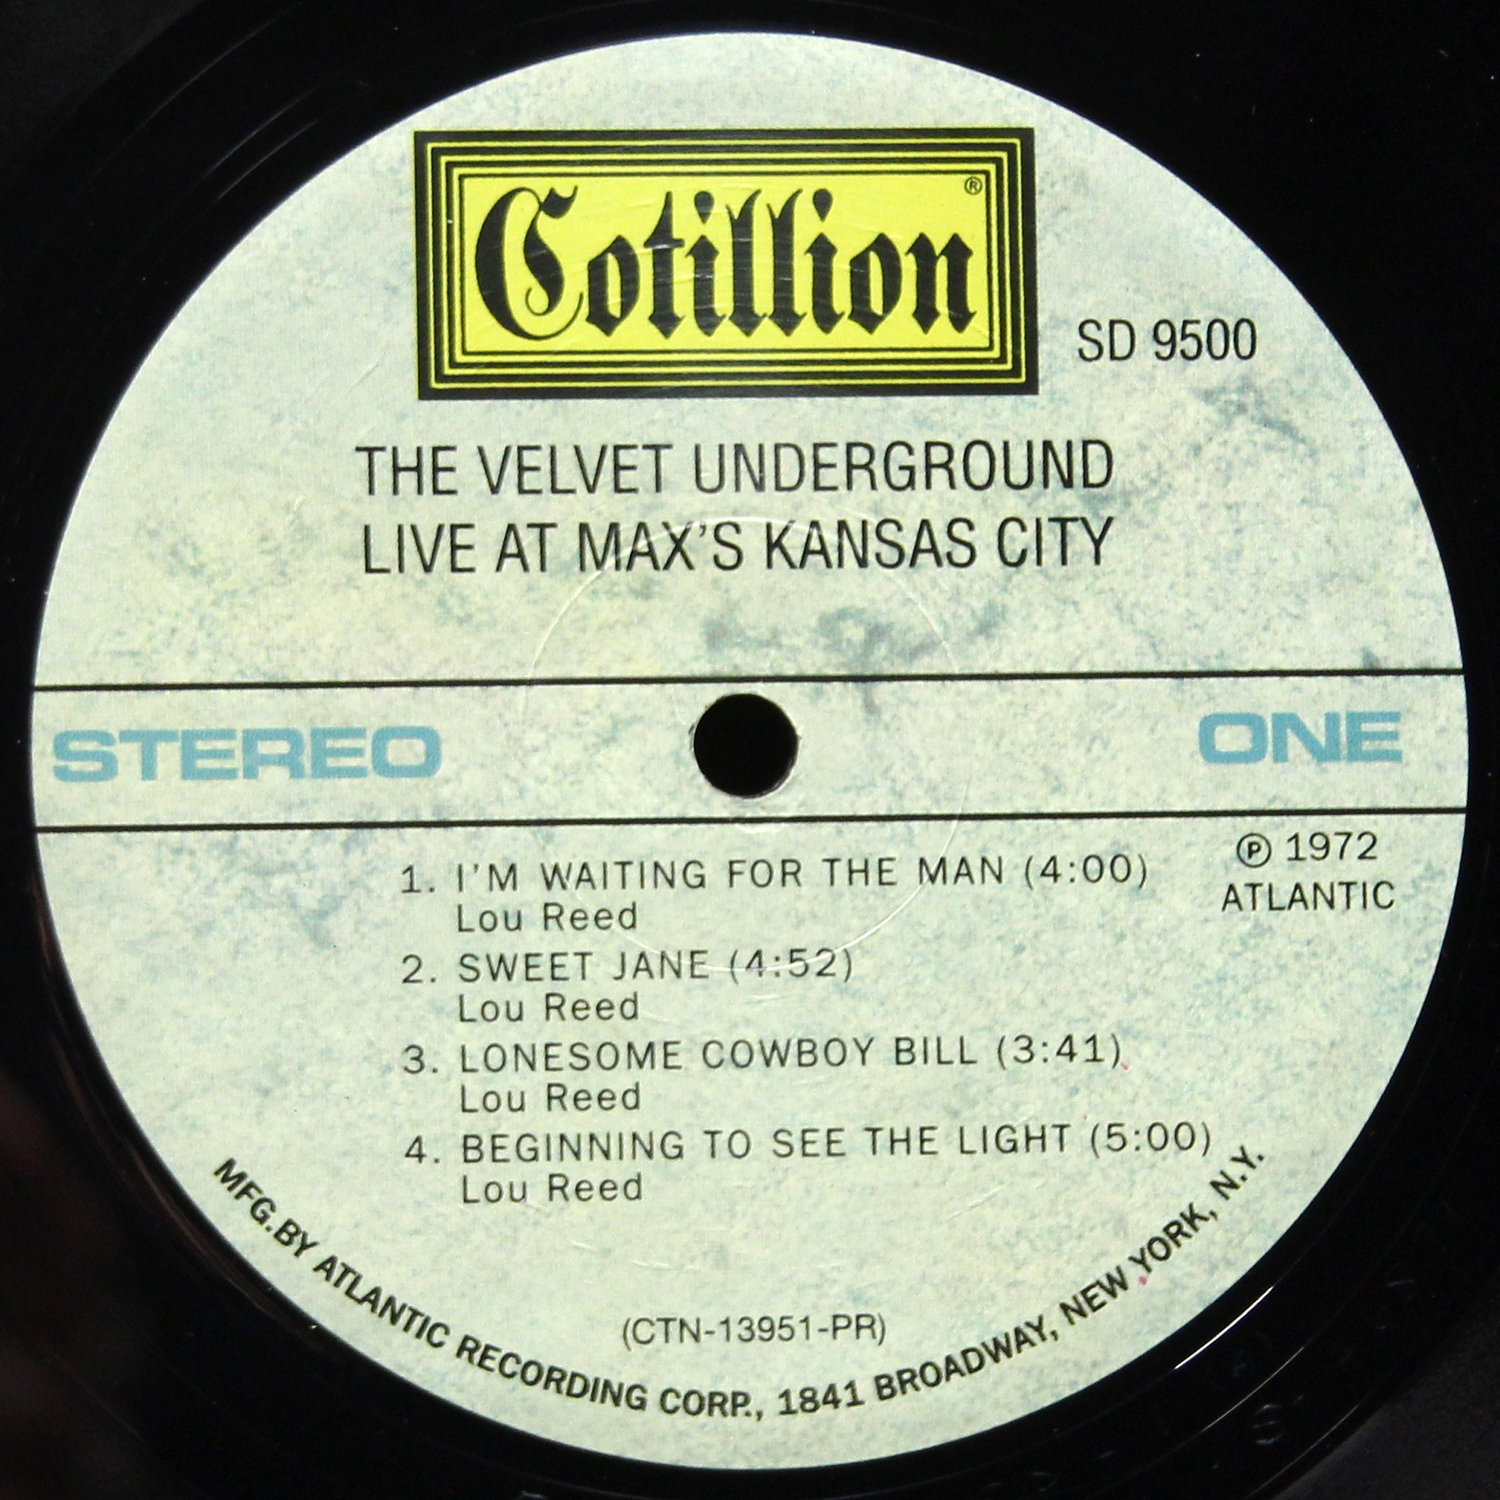 Cotillion ®
SD 9500
THE VELVET UNDERGROUND
LIVE AT MAX'S KANSAS CITY
STEREO
ONE
℗ 1972
ATLANTIC
1. I'M WAITING FOR THE MAN (4:00)
Lou Reed
2. SWEET JANE (4:52)
Lou Reed
3. LONESOME COWBOY BILL (3:41)
Lou Reed
4. BEGINNING TO SEE THE LIGHT (5:00)
Lou Reed
(CTN-13951-PR)
MFG.BY ATLANTIC RECORDING CORP., 1841 BROADWAY, NEW YORK, N.Y.